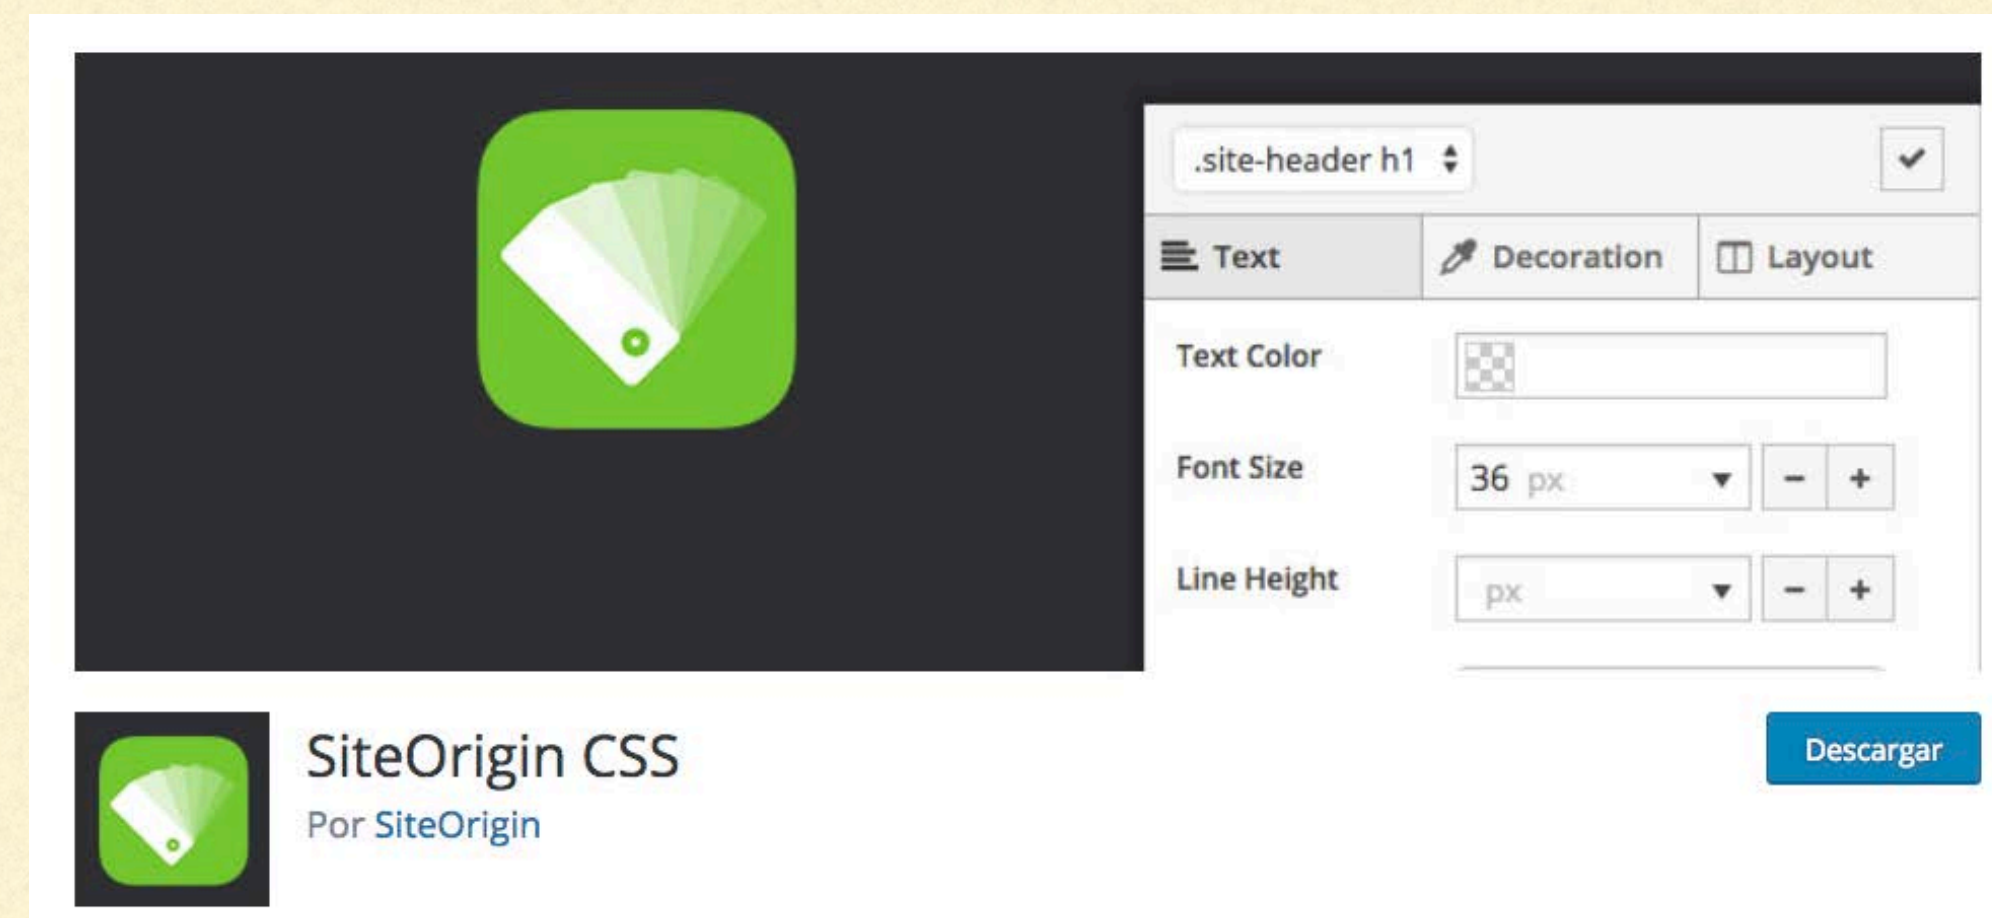 .site-header h1
Text Decoration Layout
Text Color
Font Size 36 px - +
Line Height px - +
SiteOrigin CSS
Descargar
Por SiteOrigin